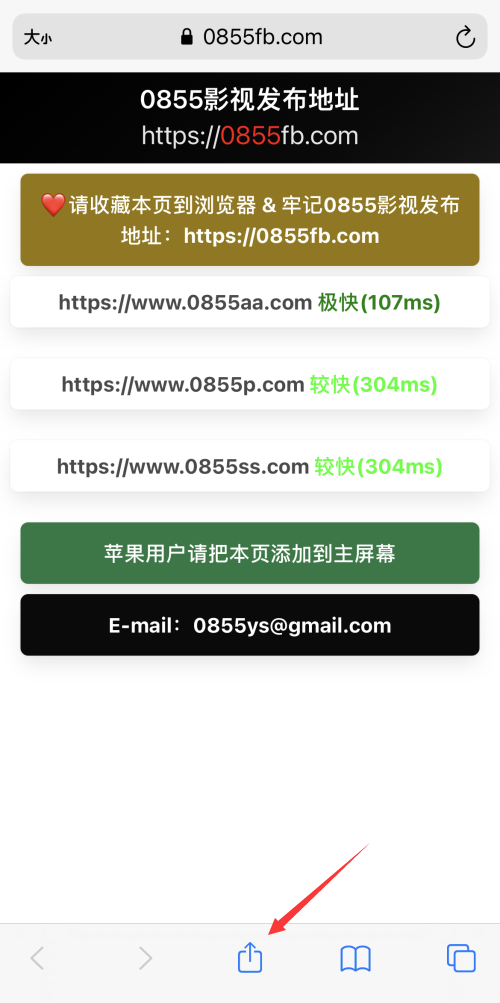 大小 0855fb.com
0855影视发布地址
https://0855fb.com
❤️请收藏本页到浏览器 & 牢记0855影视发布
地址：https://0855fb.com
https://www.0855aa.com 极快(107ms)
https://www.0855p.com 较快(304ms)
https://www.0855ss.com 较快(304ms)
苹果用户请把本页添加到主屏幕
E-mail：0855ys@gmail.com